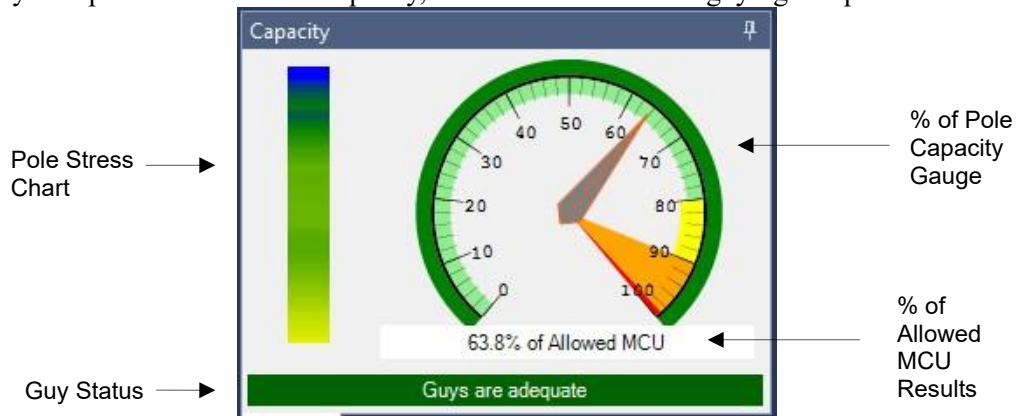 Capacity
Pole Stress
Chart
0
10
20
30
40
50
60
70
80
90
100
% of Pole
Capacity
Gauge
63.8% of Allowed MCU
% of
Allowed
MCU
Results
Guy Status
Guys are adequate